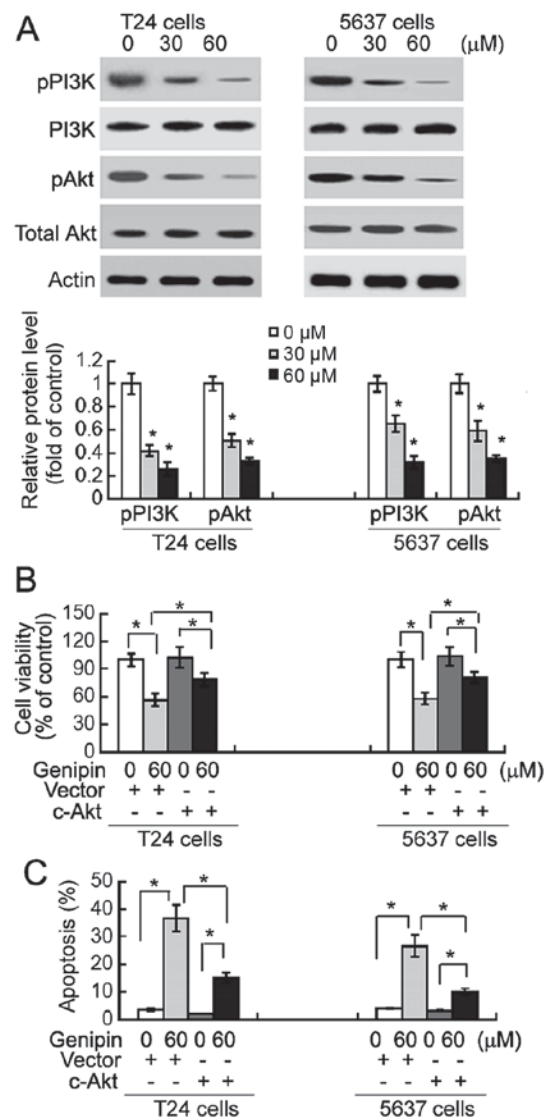 A
T24 cells 5637 cells
0 30 60 0 30 60 (μM)
pPI3K
PI3K
pAkt
Total Akt
Actin
0 μM
30 μM
60 μM
Relative protein level
(fold of control)
1.2
1
0.8
0.6
0.4
0.2
0
* * * * * * * *
pPI3K pAkt pPI3K pAkt
T24 cells 5637 cells
B
Cell viability
(% of control)
150
120
90
60
30
0
* * * * * *
Genipin 0 60 0 60 0 60 0 60 (μM)
Vector + + - - + + - -
c-Akt - - + + - - + +
T24 cells 5637 cells
C
Apoptosis (%)
50
40
30
20
10
0
* * * * * *
Genipin 0 60 0 60 0 60 0 60 (μM)
Vector + + - - + + - -
c-Akt - - + + - - + +
T24 cells 5637 cells